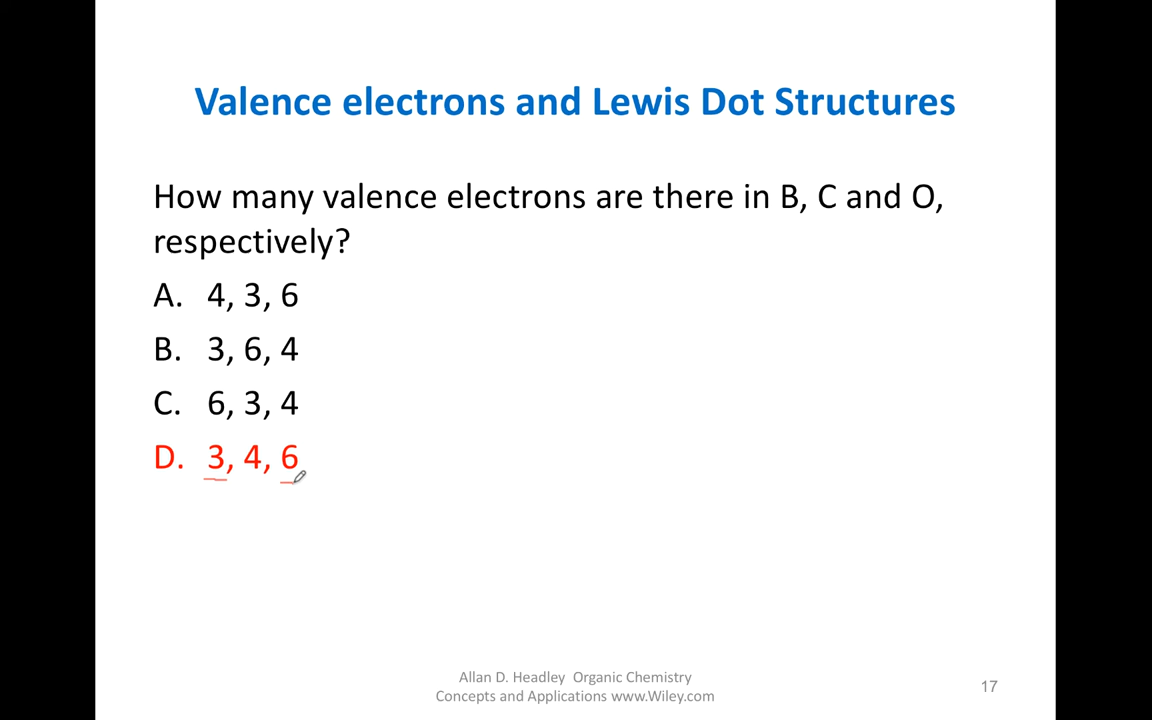 Valence electrons and Lewis Dot Structures
How many valence electrons are there in B, C and O,
respectively?
A. 4, 3, 6
B. 3, 6, 4
C. 6, 3, 4
D. 3, 4, 6
Allan D. Headley Organic Chemistry
Concepts and Applications www.Wiley.com
17